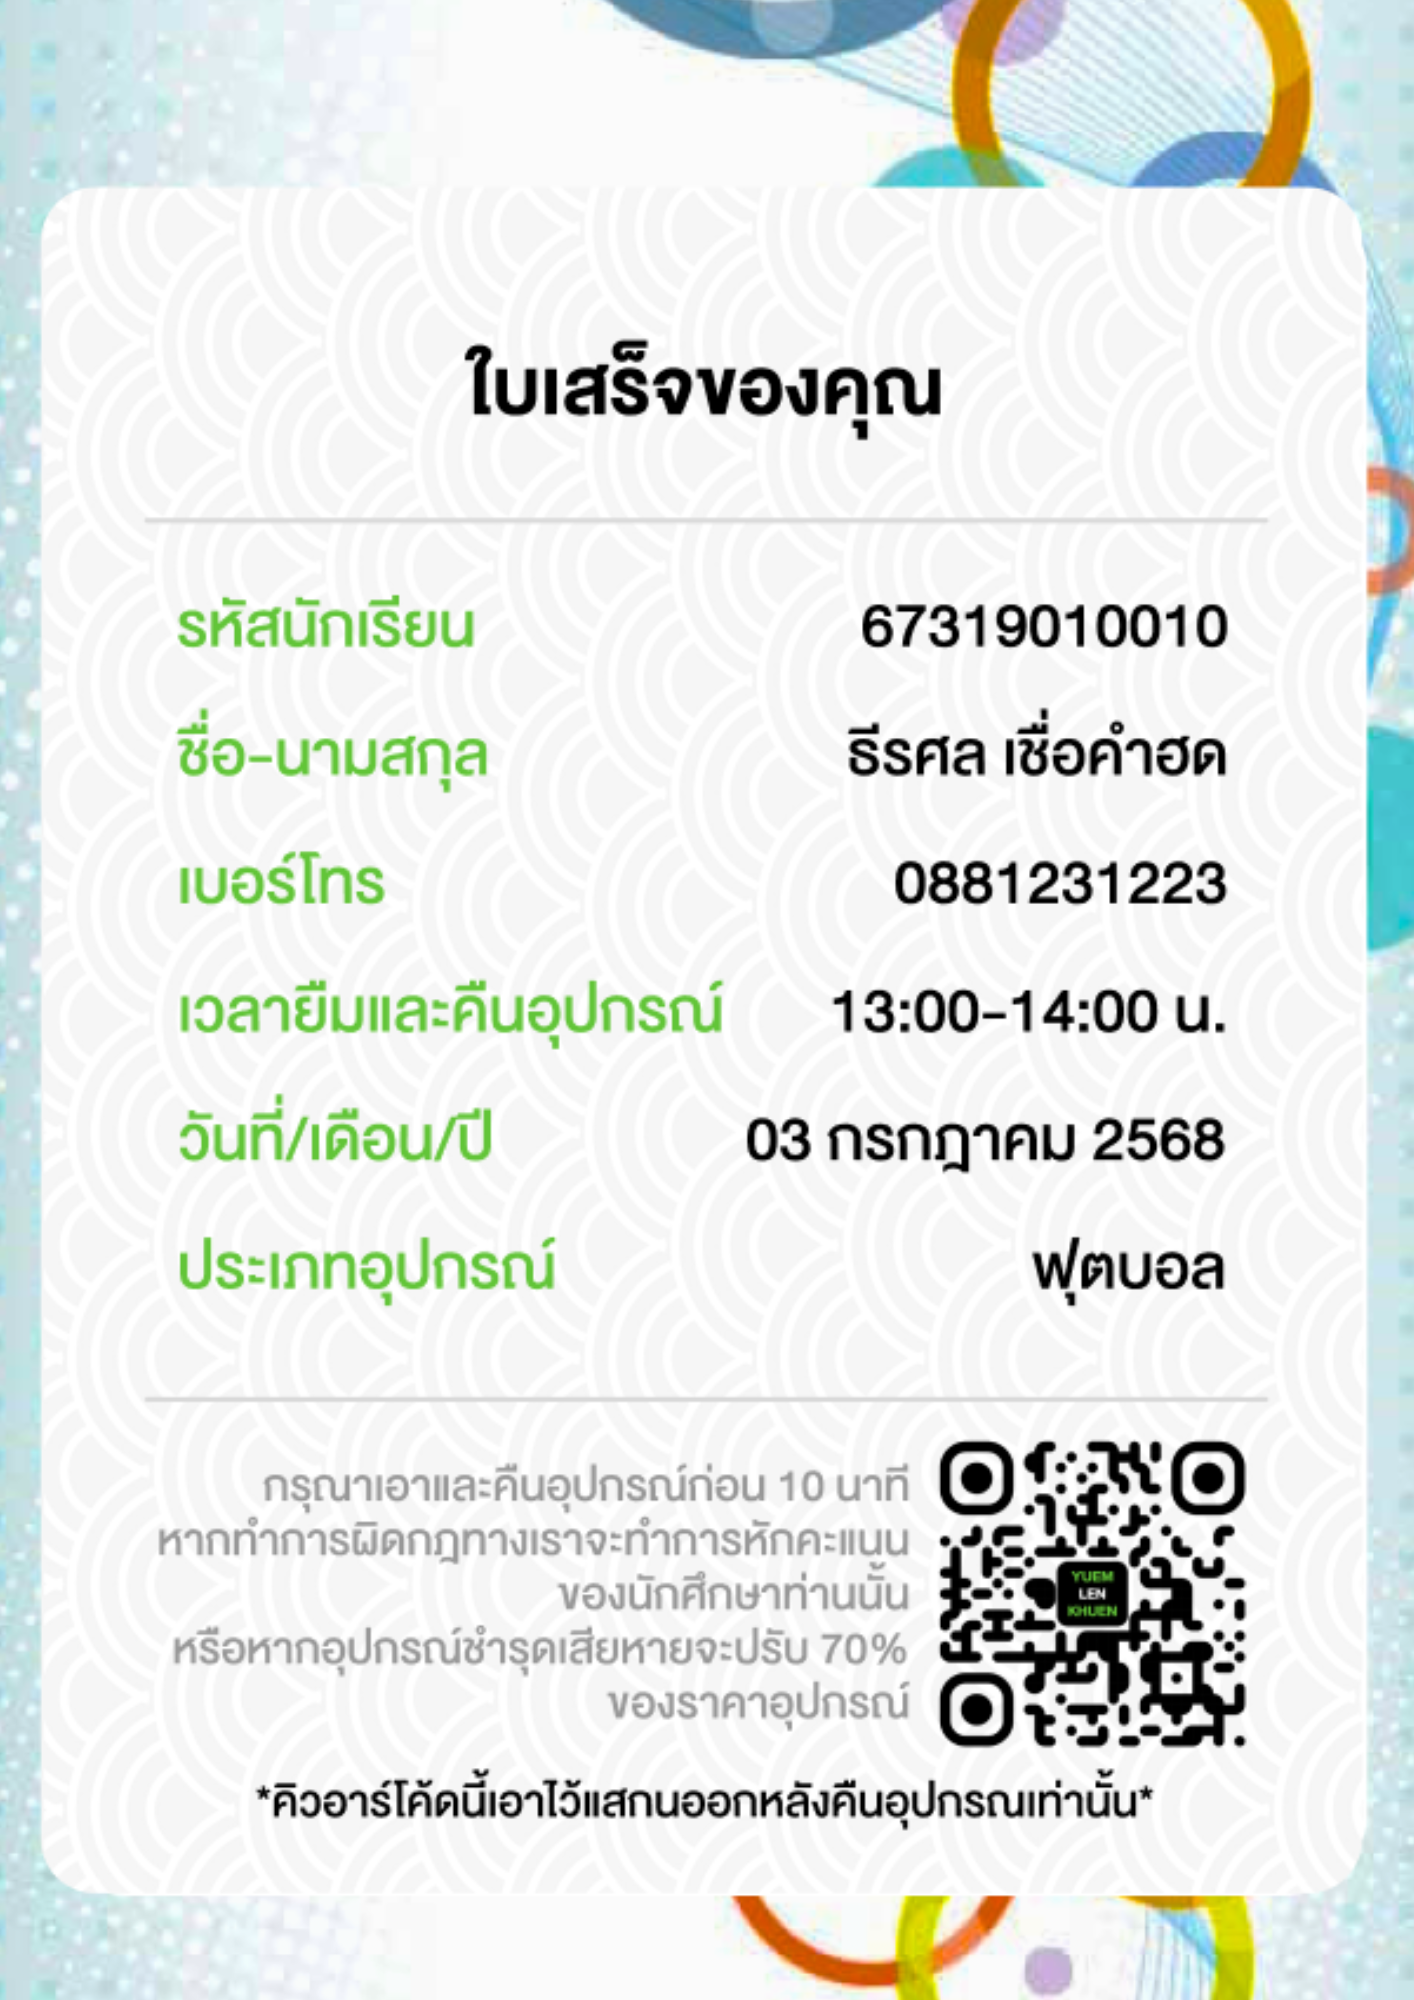 ใบเสร็จของคุณ
รหัสนักเรียน 67319010010
ชื่อ-นามสกุล ธีรศล เชื่อคำฮด
เบอร์โทร 0881231223
เวลายืมและคืนอุปกรณ์ 13:00-14:00 น.
วันที่/เดือน/ปี 03 กรกฎาคม 2568
ประเภทอุปกรณ์ ฟุตบอล
กรุณาเอาและคืนอุปกรณ์ก่อน 10 นาที
หากทำการผิดกฎทางเราจะทำการหักคะแนน
ของนักศึกษาท่านนั้น
หรือหากอุปกรณ์ชำรุดเสียหายจะปรับ 70%
ของราคาอุปกรณ์
YUEM
LEN
KHUEN
*คิวอาร์โค้ดนี้เอาไว้แสกนออกหลังคืนอุปกรณเท่านั้น*